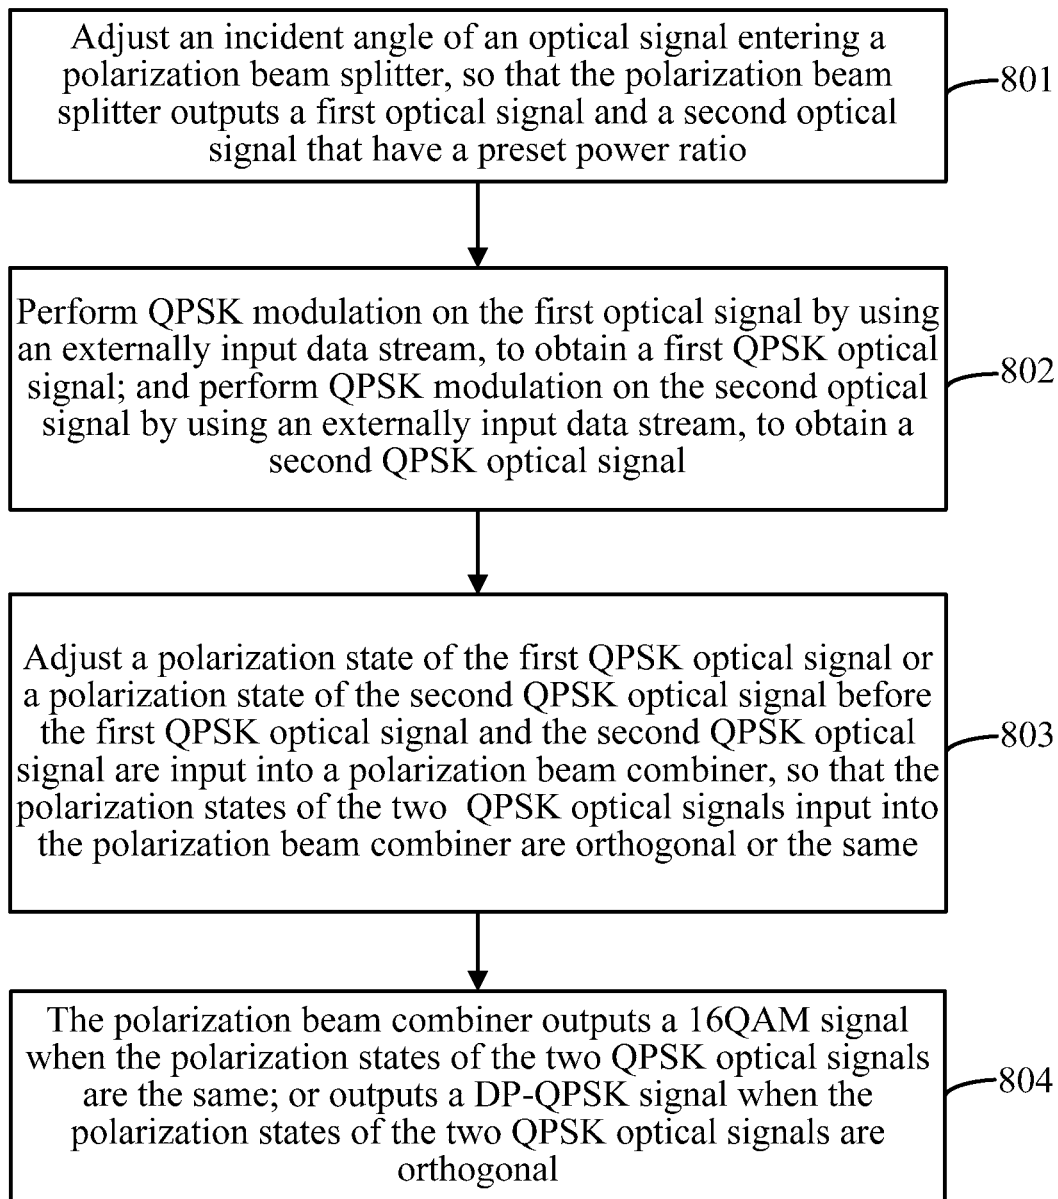 Adjust an incident angle of an optical signal entering a
polarization beam splitter, so that the polarization beam
splitter outputs a first optical signal and a second optical
signal that have a preset power ratio
801
Perform QPSK modulation on the first optical signal by using
an externally input data stream, to obtain a first QPSK optical
signal; and perform QPSK modulation on the second optical
signal by using an externally input data stream, to obtain a
second QPSK optical signal
802
Adjust a polarization state of the first QPSK optical signal or
a polarization state of the second QPSK optical signal before
the first QPSK optical signal and the second QPSK optical
signal are input into a polarization beam combiner, so that the
polarization states of the two QPSK optical signals input into
the polarization beam combiner are orthogonal or the same
803
The polarization beam combiner outputs a 16QAM signal
when the polarization states of the two QPSK optical signals
are the same; or outputs a DP-QPSK signal when the
polarization states of the two QPSK optical signals are
orthogonal
804